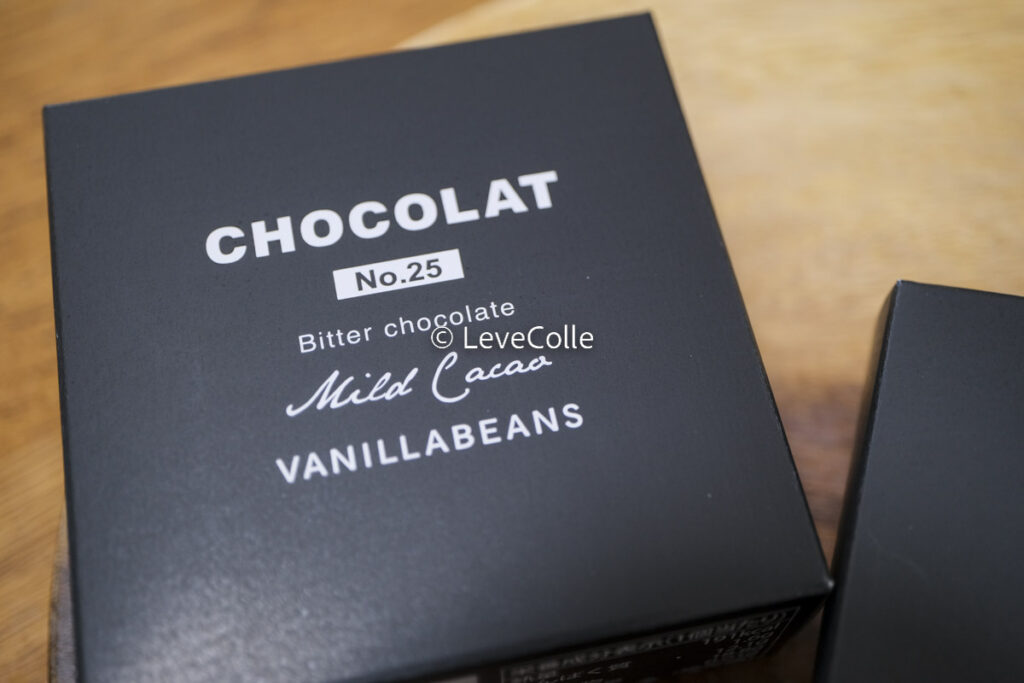 CHOCOLAT
No.25
Bitter chocolate
© LeveColle
Mild Cacao
VANILLABEANS